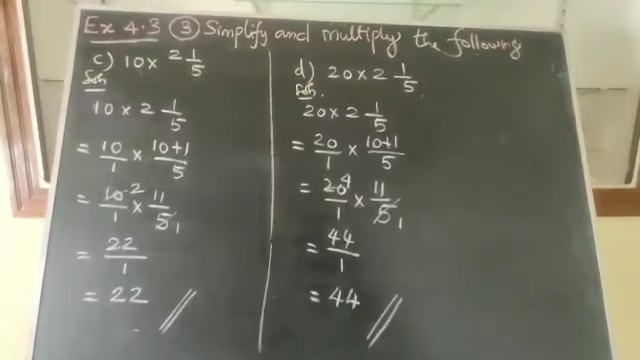 Ex 4.3 ③ Simplify and multiply the following
c) 10 × 2 1/5
Soln
10 × 2 1/5
= 10/1 × 10+1/5
= 10 2/1 × 11/5 1
= 22/1
= 22 //
d) 20 × 2 1/5
Soln.
20 × 2 1/5
= 20/1 × 10+1/5
= 20 4/1 × 11/5 1
= 44/1
= 44 //